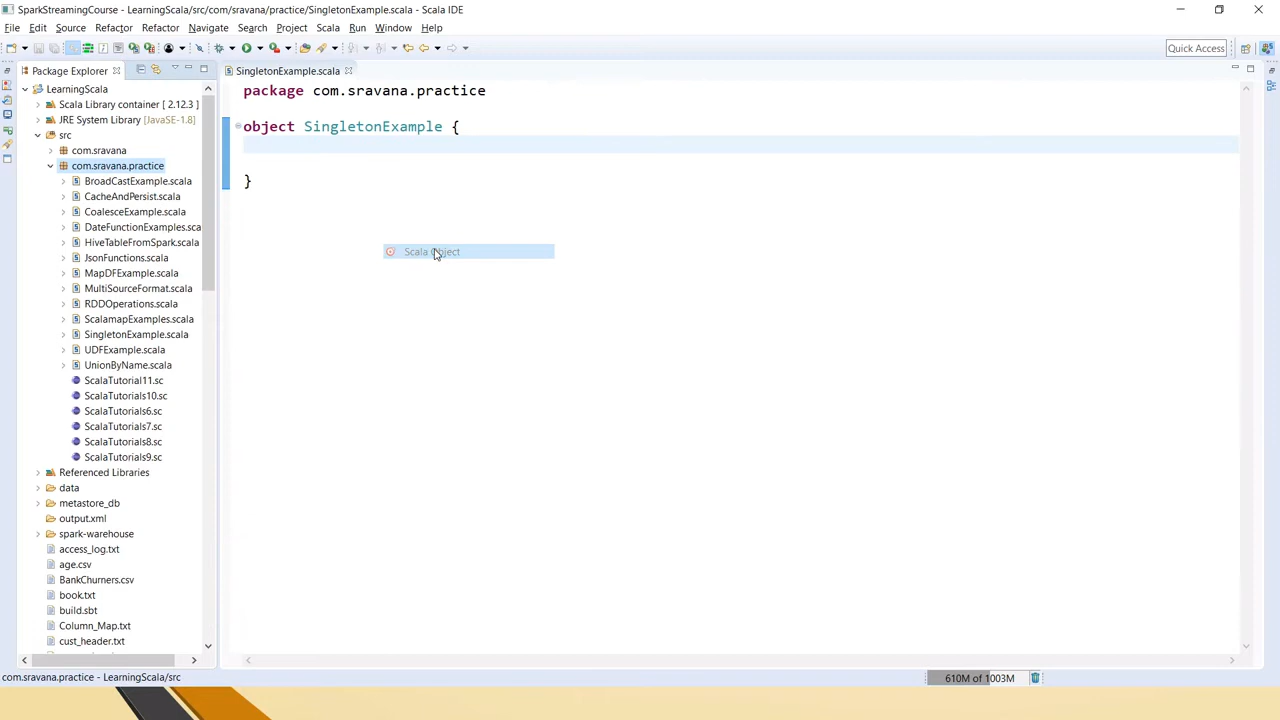 SparkStreamingCourse - LearningScala/src/com/sravana/practice/SingletonExample.scala - Scala IDE
File Edit Source Refactor Refactor Navigate Search Scala Project Scala Run Window Help
Quick Access
Package Explorer
SingletonExample.scala
LearningScala
Scala Library container [ 2.12.3 ]
JRE System Library [JavaSE-1.8]
src
com.sravana
com.sravana.practice
BroadCastExample.scala
CacheAndPersist.scala
CoalesceExample.scala
DateFunctionExamples.sca
HiveTableFromSpark.scala
JsonFunctions.scala
MapDFExample.scala
MultiSourceFormat.scala
RDDOperations.scala
ScalamapExamples.scala
SingletonExample.scala
UDFExample.scala
UnionByName.scala
ScalaTutorial11.sc
ScalaTutorials10.sc
ScalaTutorials6.sc
ScalaTutorials7.sc
ScalaTutorials8.sc
ScalaTutorials9.sc
Referenced Libraries
data
metastore_db
output.xml
spark-warehouse
access_log.txt
age.csv
BankChurners.csv
book.txt
build.sbt
Column_Map.txt
cust_header.txt
package com.sravana.practice
object SingletonExample {
}
Scala Object
com.sravana.practice - LearningScala/src
610M of 1003M